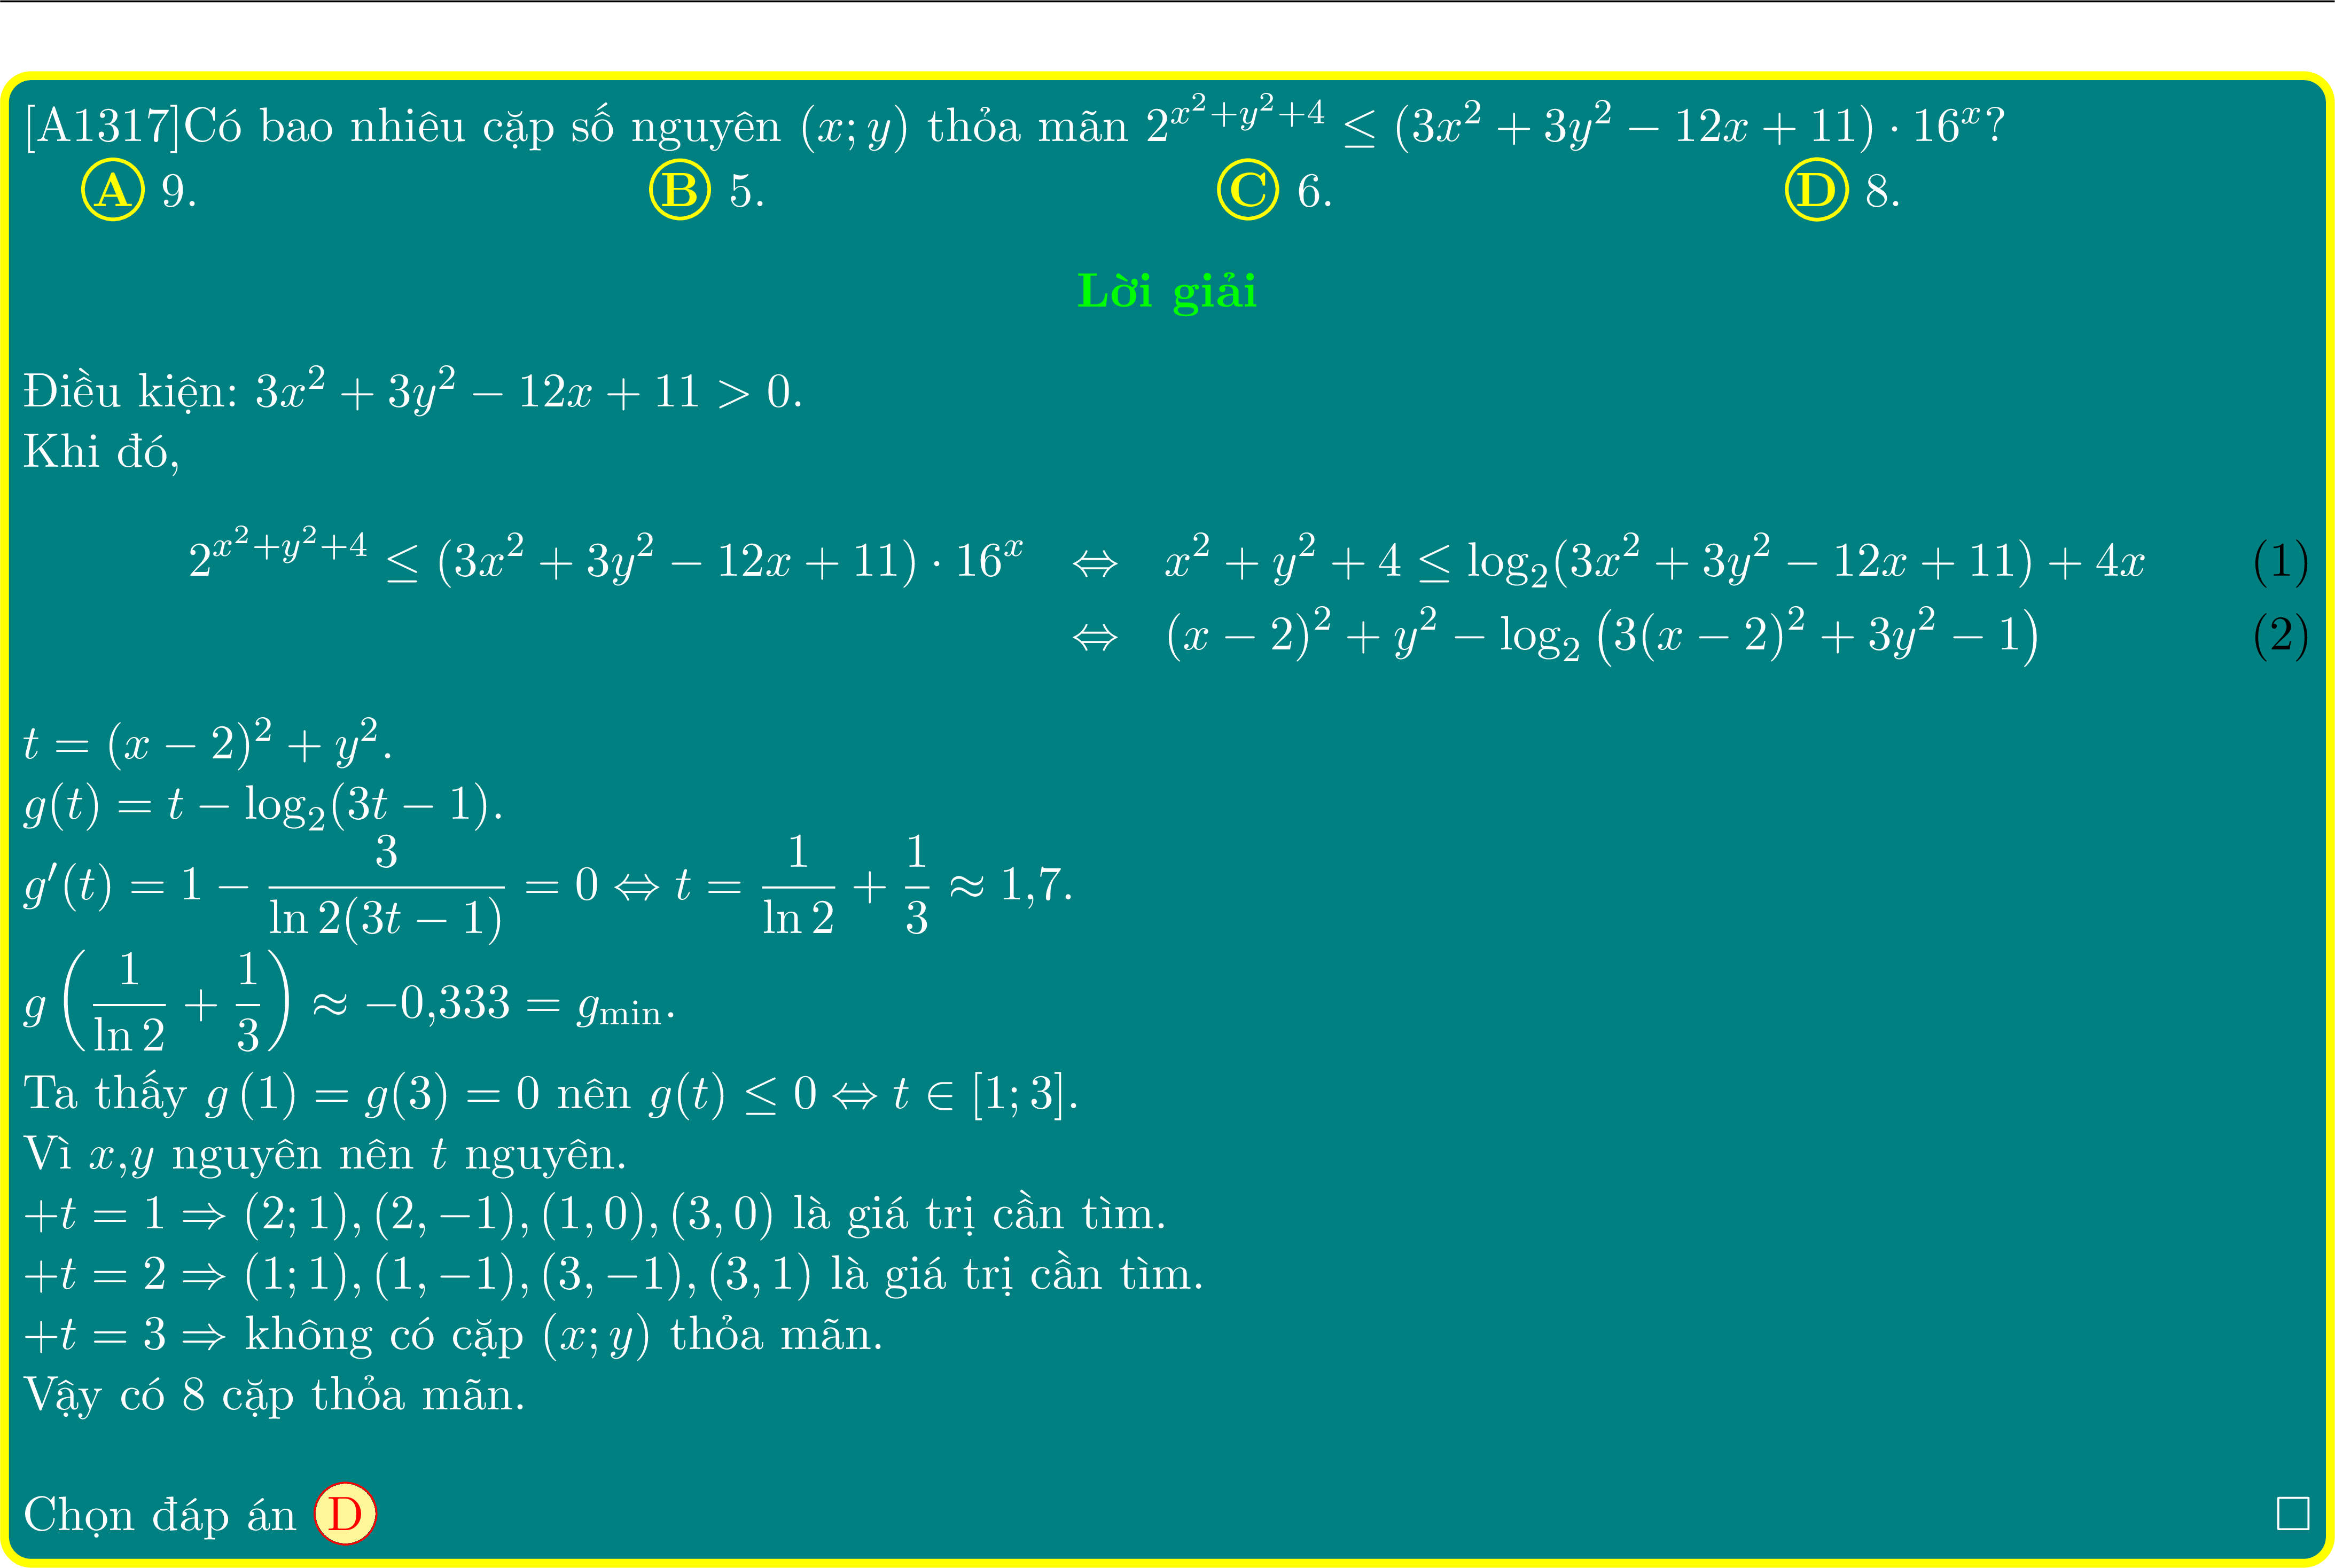 [A1317]Có bao nhiêu cặp số nguyên $(x; y)$ thỏa mãn $2^{x^2+y^2+4} \leq (3x^2 + 3y^2 - 12x + 11) \cdot 16^x$?
Ⓐ 9. Ⓑ 5. Ⓒ 6. Ⓓ 8.
Lời giải
Điều kiện: $3x^2 + 3y^2 - 12x + 11 > 0$.
Khi đó,
$2^{x^2+y^2+4} \leq (3x^2 + 3y^2 - 12x + 11) \cdot 16^x \Leftrightarrow x^2 + y^2 + 4 \leq \log_2(3x^2 + 3y^2 - 12x + 11) + 4x$ (1)
$\Leftrightarrow (x - 2)^2 + y^2 - \log_2 \left(3(x - 2)^2 + 3y^2 - 1\right)$ (2)
$t = (x - 2)^2 + y^2$.
$g(t) = t - \log_2(3t - 1)$.
$g'(t) = 1 - \frac{3}{\ln 2(3t - 1)} = 0 \Leftrightarrow t = \frac{1}{\ln 2} + \frac{1}{3} \approx 1{,}7$.
$g\left(\frac{1}{\ln 2} + \frac{1}{3}\right) \approx -0{,}333 = g_{\min}$.
Ta thấy $g(1) = g(3) = 0$ nên $g(t) \leq 0 \Leftrightarrow t \in [1; 3]$.
Vì $x$,$y$ nguyên nên $t$ nguyên.
$+t = 1 \Rightarrow (2; 1), (2, -1), (1, 0), (3, 0)$ là giá trị cần tìm.
$+t = 2 \Rightarrow (1; 1), (1, -1), (3, -1), (3, 1)$ là giá trị cần tìm.
$+t = 3 \Rightarrow$ không có cặp $(x; y)$ thỏa mãn.
Vậy có 8 cặp thỏa mãn.
Chọn đáp án Ⓓ □